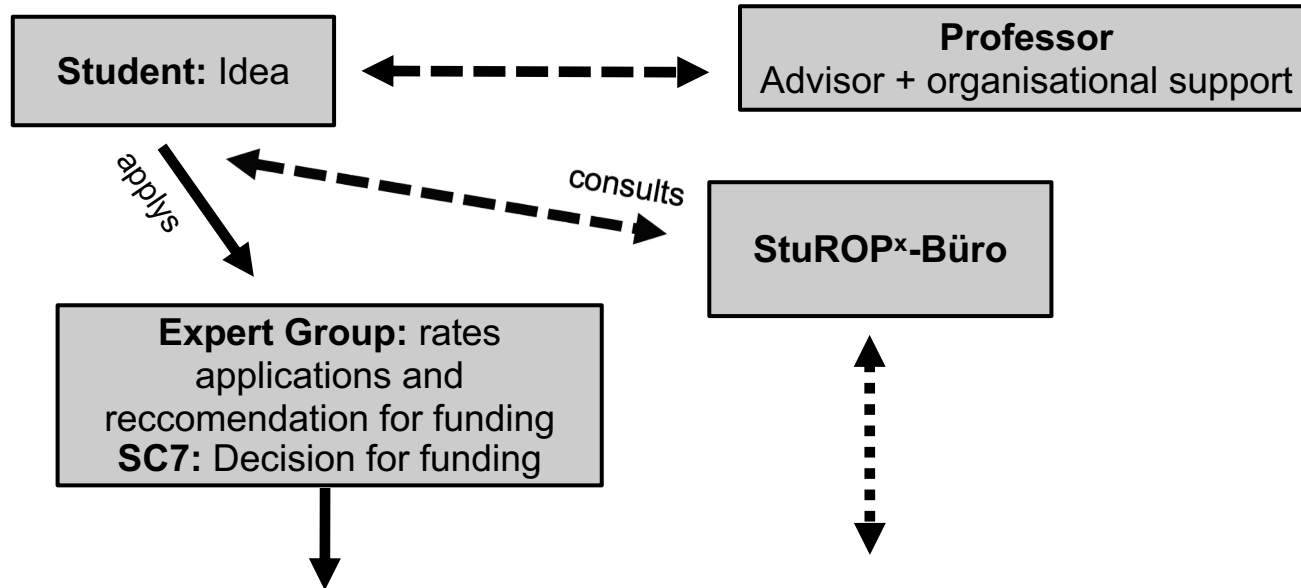 Student: Idea
Professor
Advisor + organisational support
applys
consults
StuROPˣ-Büro
Expert Group: rates
applications and
reccomendation for funding
SC7: Decision for funding